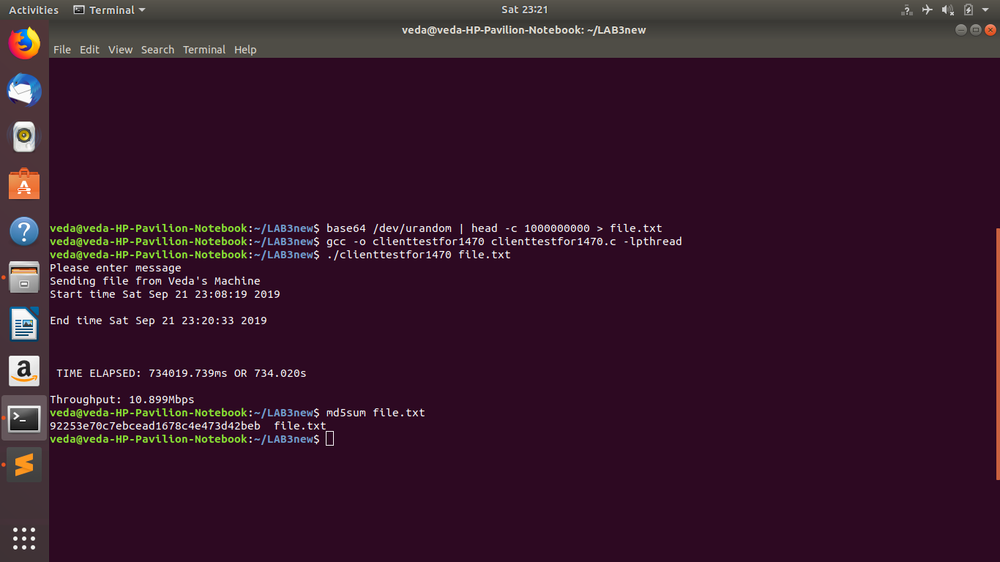 Activities
Terminal
Sat 23:21
veda@veda-HP-Pavilion-Notebook: ~/LAB3new
File Edit View Search Terminal Help
veda@veda-HP-Pavilion-Notebook:~/LAB3new$ base64 /dev/urandom | head -c 1000000000 > file.txt
veda@veda-HP-Pavilion-Notebook:~/LAB3new$ gcc -o clienttestfor1470 clienttestfor1470.c -lpthread
veda@veda-HP-Pavilion-Notebook:~/LAB3new$ ./clienttestfor1470 file.txt
Please enter message
Sending file from Veda's Machine
Start time Sat Sep 21 23:08:19 2019
End time Sat Sep 21 23:20:33 2019
TIME ELAPSED: 734019.739ms OR 734.020s
Throughput: 10.899Mbps
veda@veda-HP-Pavilion-Notebook:~/LAB3new$ md5sum file.txt
92253e70c7ebcead1678c4e473d42beb  file.txt
veda@veda-HP-Pavilion-Notebook:~/LAB3new$